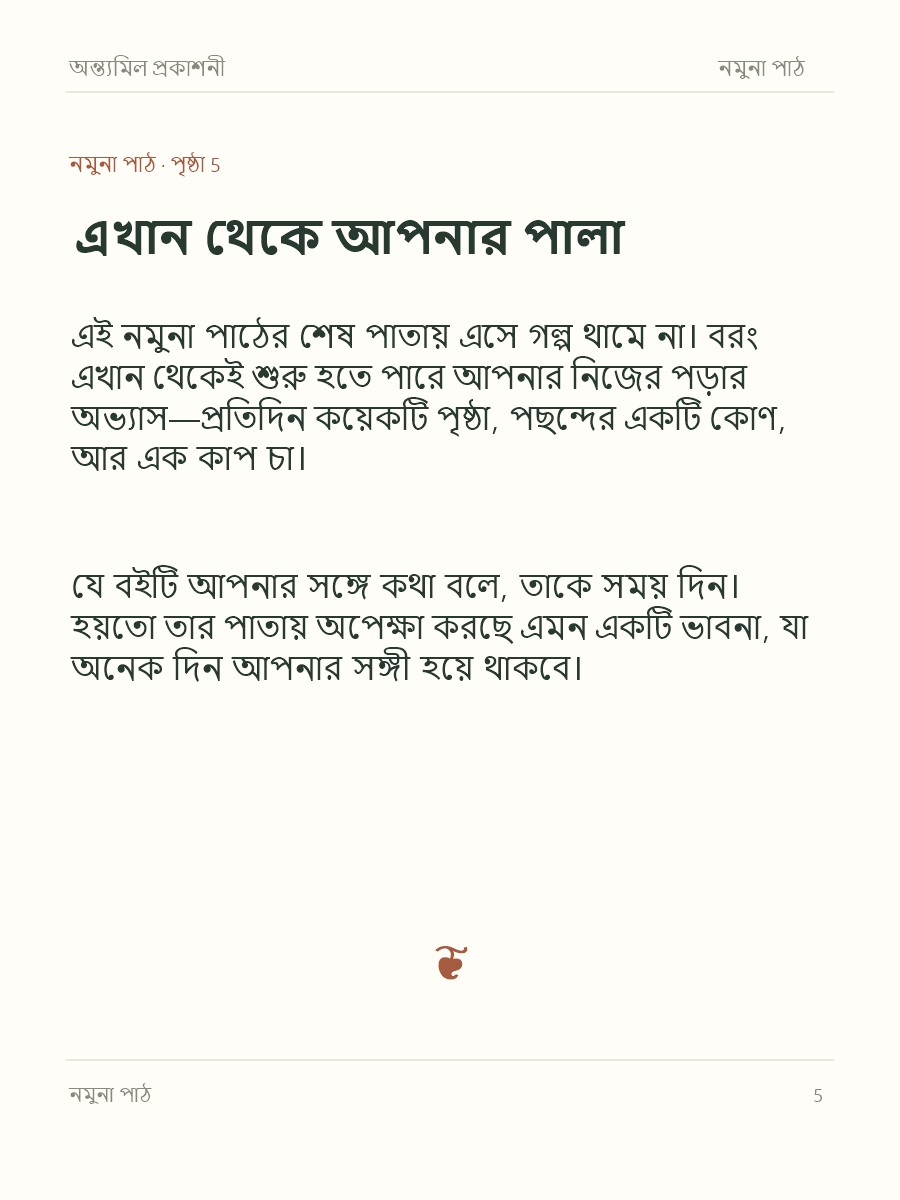 অন্ত্যমিল প্রকাশনী
নমুনা পাঠ
নমুনা পাঠ · পৃষ্ঠা 5
এখান থেকে আপনার পালা
এই নমুনা পাঠের শেষ পাতায় এসে গল্প থামে না। বরং
এখান থেকেই শুরু হতে পারে আপনার নিজের পড়ার
অভ্যাস—প্রতিদিন কয়েকটি পৃষ্ঠা, পছন্দের একটি কোণ,
আর এক কাপ চা।
যে বইটি আপনার সঙ্গে কথা বলে, তাকে সময় দিন।
হয়তো তার পাতায় অপেক্ষা করছে এমন একটি ভাবনা, যা
অনেক দিন আপনার সঙ্গী হয়ে থাকবে।
❦
নমুনা পাঠ
5